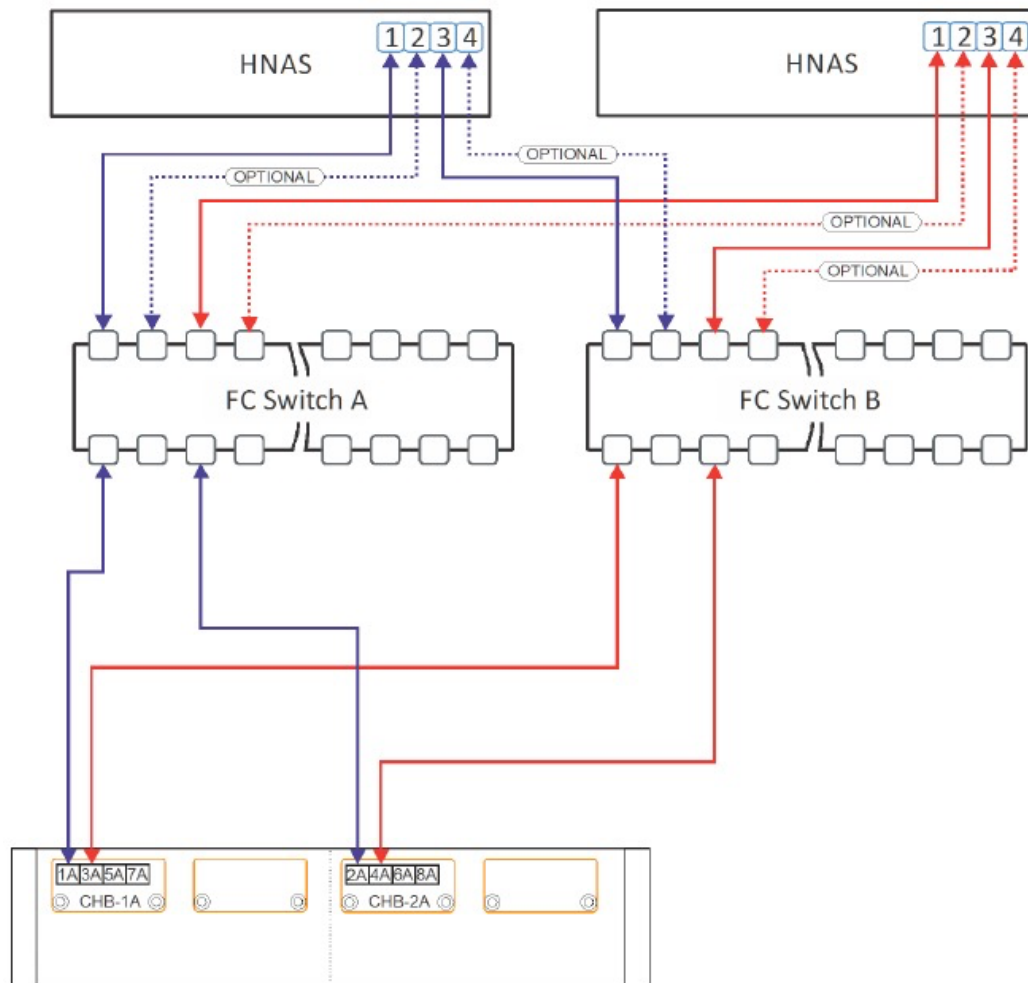 HNAS
1 2 3 4
HNAS
1 2 3 4
OPTIONAL
OPTIONAL
OPTIONAL
OPTIONAL
FC Switch A
FC Switch B
1A 3A 5A 7A
CHB-1A
2A 4A 6A 8A
CHB-2A